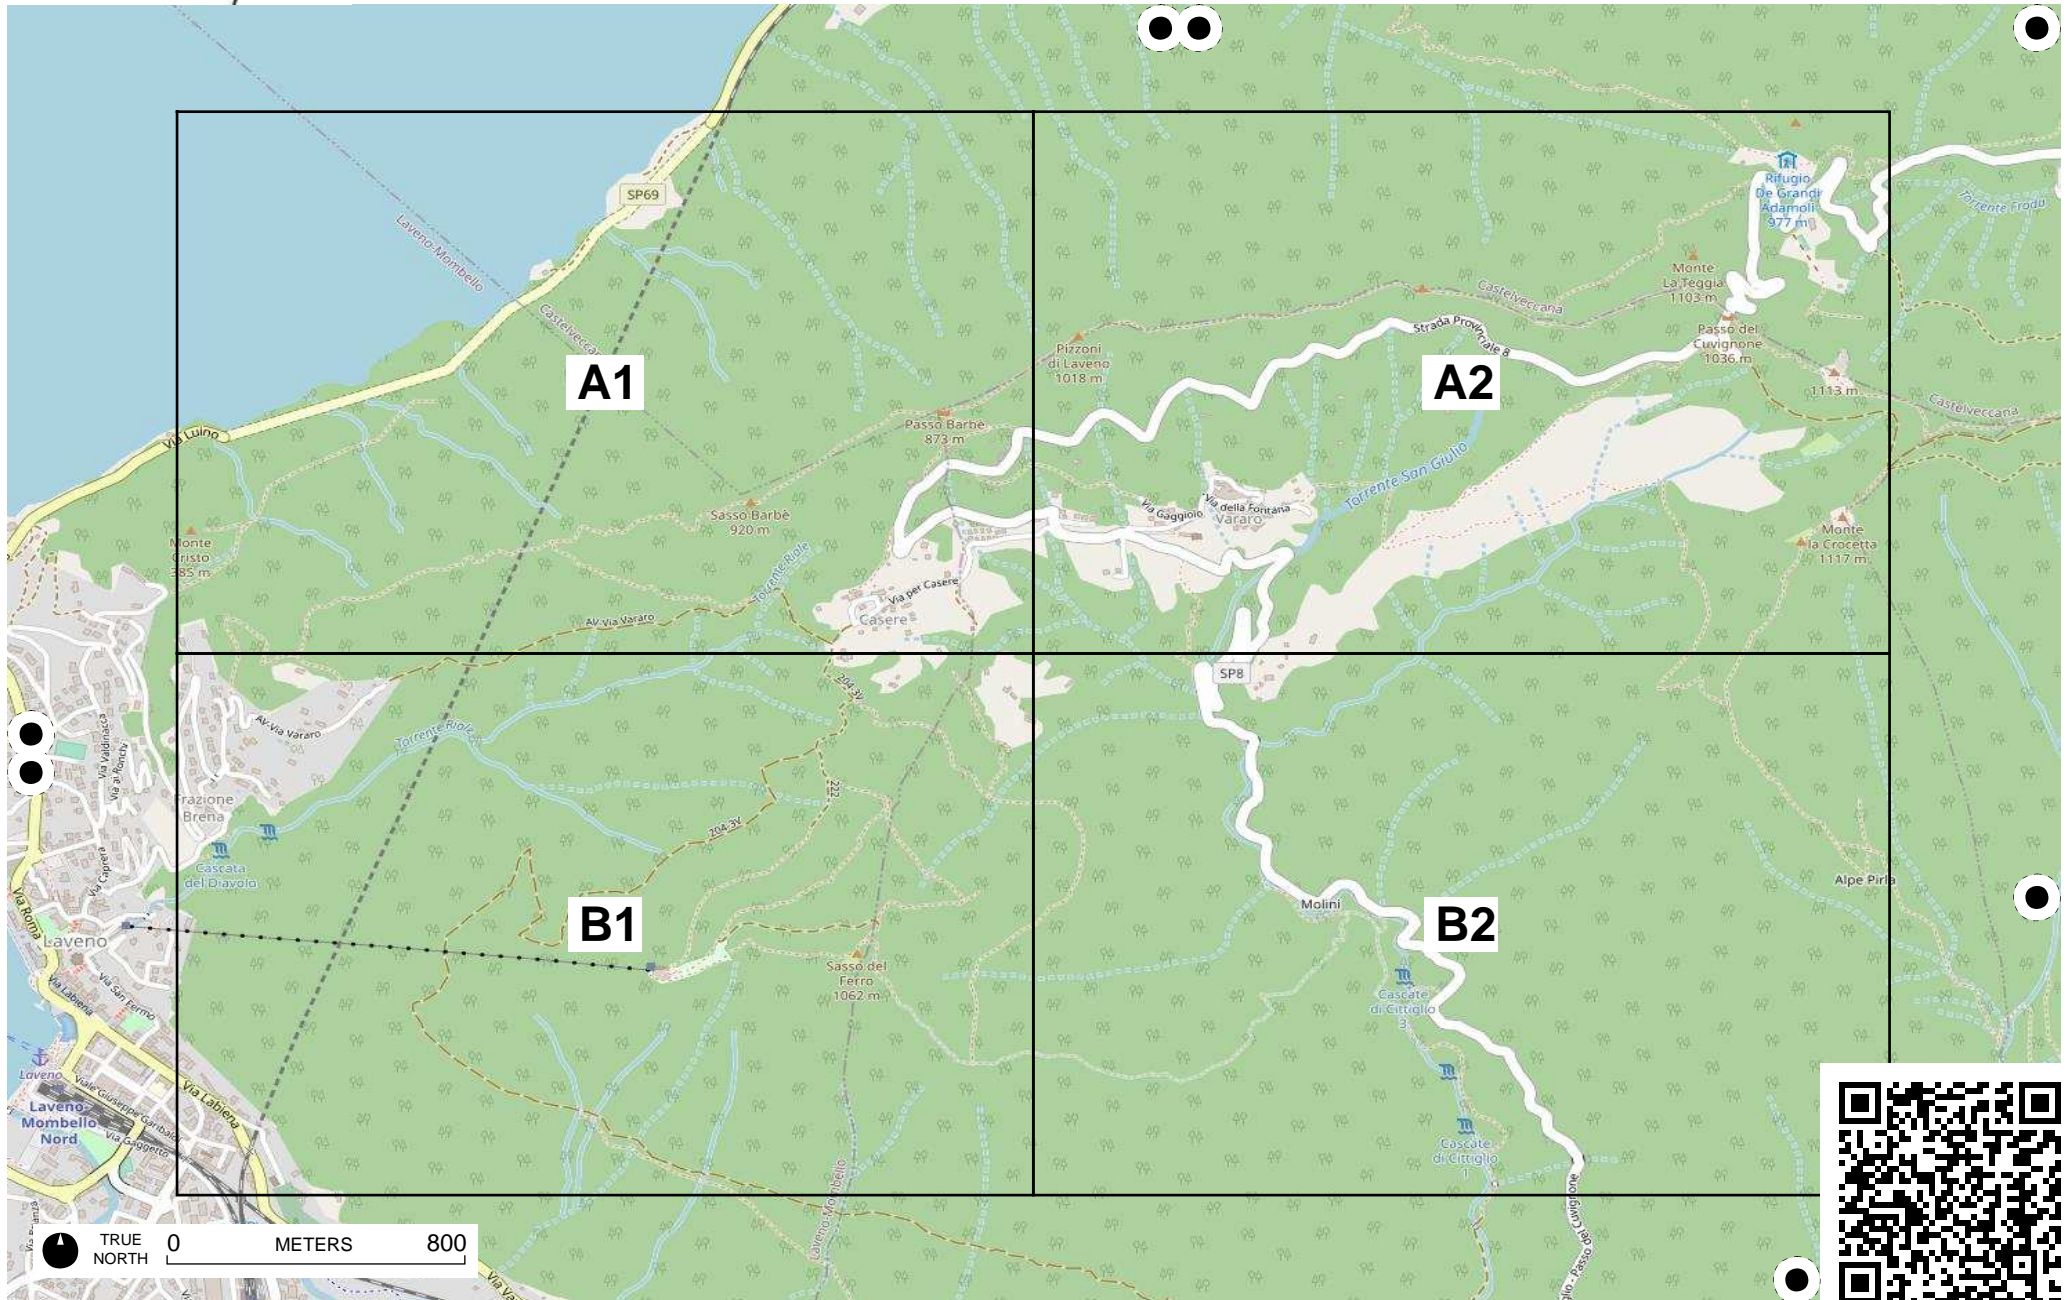 SP69
Laveno-Mombello
Castelveccana
Via Luino
A1
Pizzoni
di Laveno
1018 m
Passo Barbè
873 m
Sasso Barbè
920 m
Monte
Cristo
385 m
Torrente Riole
AV-Via Vararo
Via per Casere
Casere
Rifugio
De Grandi
Adamoli
977 m
Torrente Froda
Monte
La Teggia
1103 m
Castelveccana
Strada Provinciale 8
Passo del
Cuvignone
1036 m
A2
1113 m
Castelveccana
Torrente San Giulio
Via Gaggiolo
Via della Fontana
Vararo
Monte
la Crocetta
1117 m
SP8
204-3V
AV-Via Vararo
Torrente Riole
Via Valdinacca
Via ai Ronchi
Frazione
Brena
222
204-3V
Cascata
del Diavolo
Via Caprera
Via Roma
Laveno
B1
Sasso del
Ferro
1062 m
Molini
B2
Alpe Pirla
Cascate
di Cittiglio
3
Via San Fermo
Via Labiena
Laveno
Laveno-
Mombello
Nord
Viale Giuseppe Garibaldi
Via Gaggetto
Via Labiena
Cascate
di Cittiglio
1
Laveno-Mombello
TRUE
NORTH
0 METERS 800